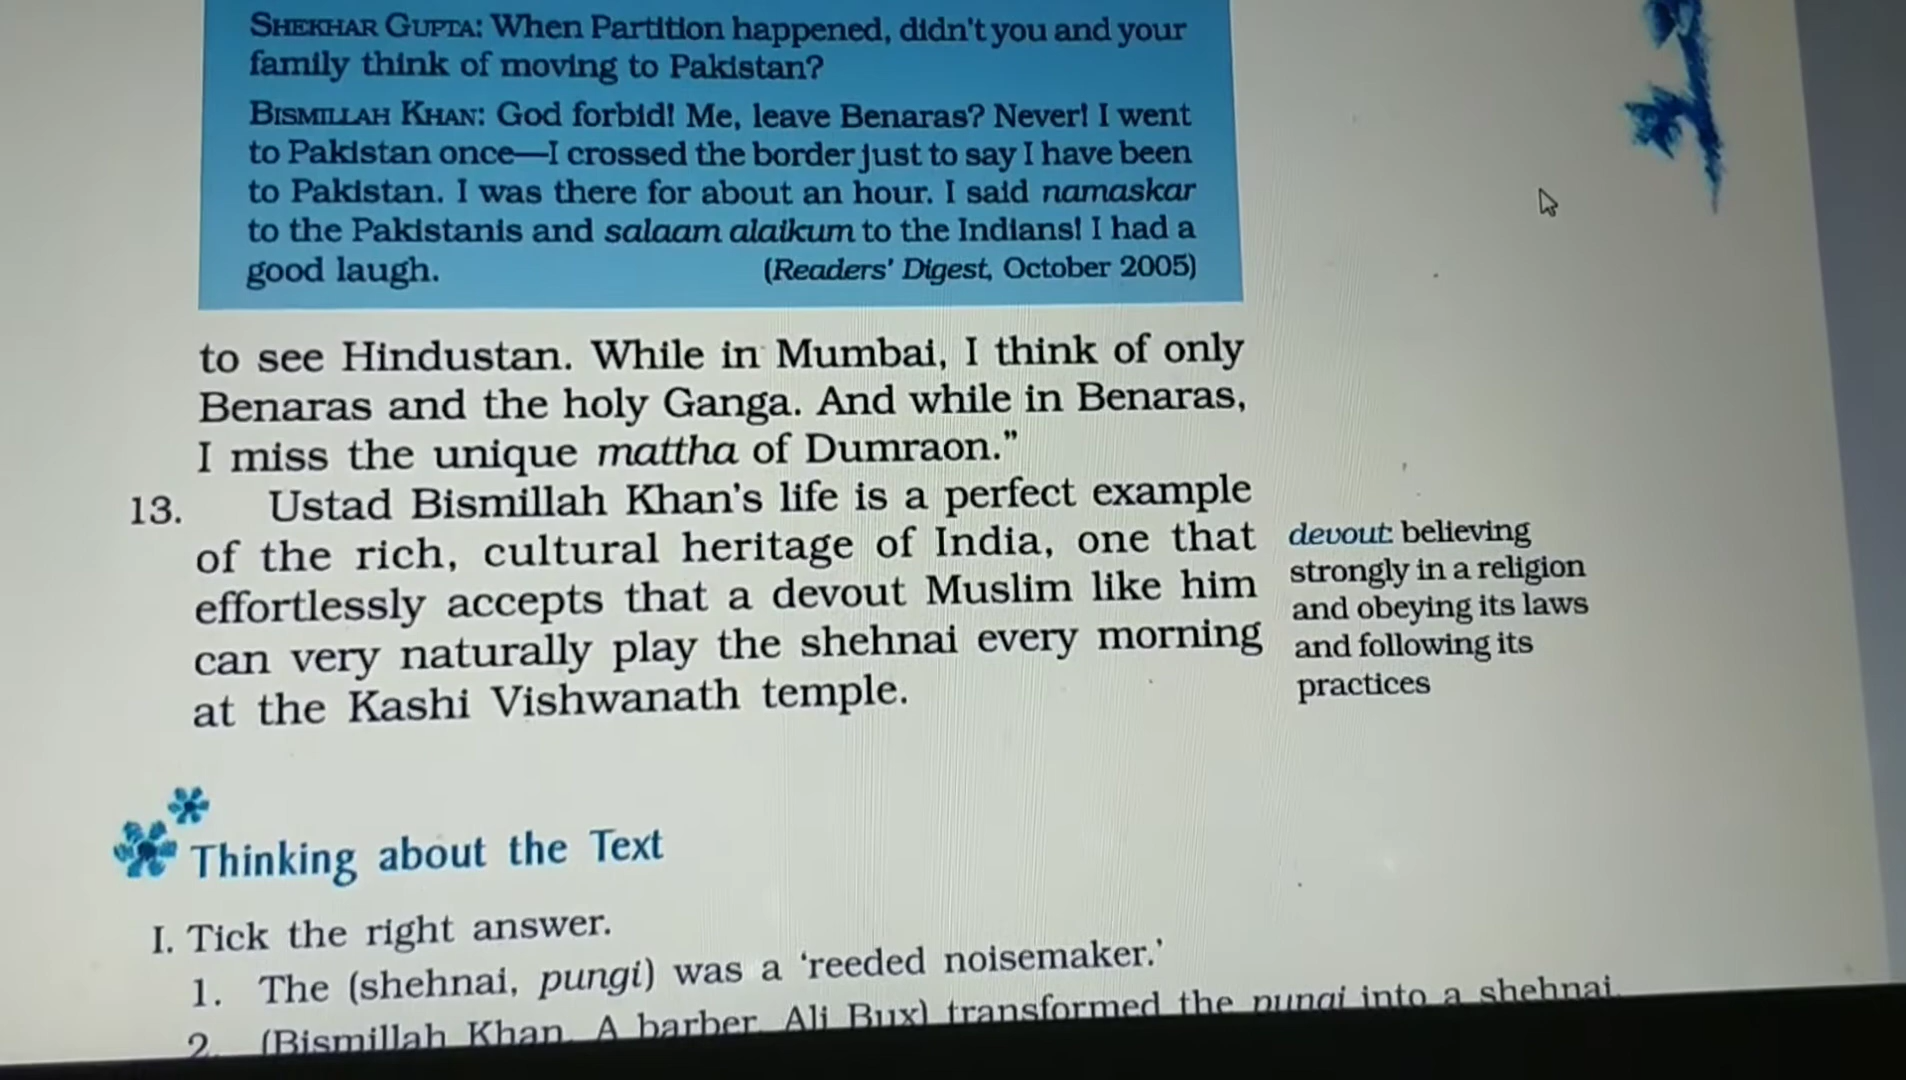 SHEKHAR GUPTA: When Partition happened, didn't you and your
family think of moving to Pakistan?
BISMILLAH KHAN: God forbid! Me, leave Benaras? Never! I went
to Pakistan once—I crossed the border just to say I have been
to Pakistan. I was there for about an hour. I said namaskar
to the Pakistanis and salaam alaikum to the Indians! I had a
good laugh. (Readers' Digest, October 2005)
to see Hindustan. While in Mumbai, I think of only
Benaras and the holy Ganga. And while in Benaras,
I miss the unique mattha of Dumraon.”
13. Ustad Bismillah Khan's life is a perfect example
of the rich, cultural heritage of India, one that
effortlessly accepts that a devout Muslim like him
can very naturally play the shehnai every morning
at the Kashi Vishwanath temple.
devout: believing
strongly in a religion
and obeying its laws
and following its
practices
Thinking about the Text
I. Tick the right answer.
1. The (shehnai, pungi) was a ‘reeded noisemaker.’
2. (Bismillah Khan, A barber, Ali Bux) transformed the pungi into a shehnai.